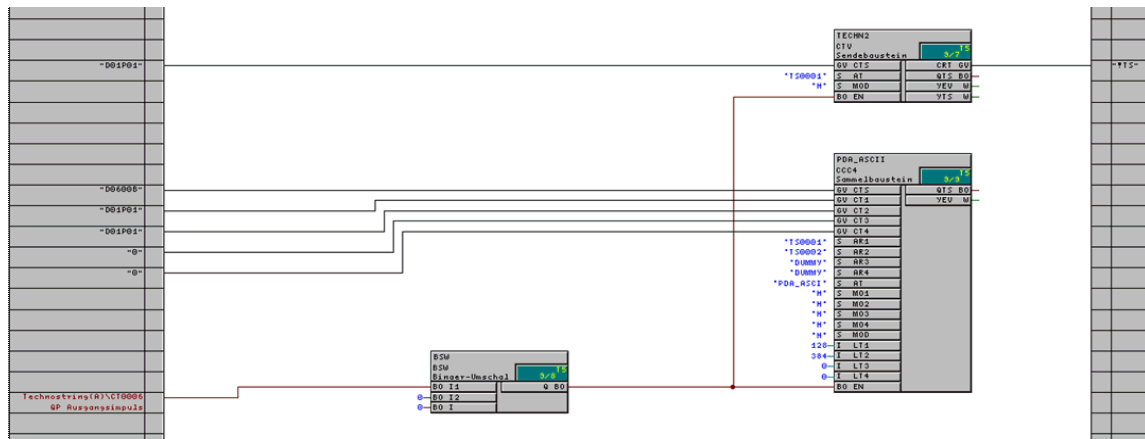 TECHN2
CTV
Sendebaustein
TS
3/7
"D01P01"
GV CTS
CRT GV
"#TS"
"TS0001"
S AT
QTS BO
"H"
S MOD
YEV W
BO EN
YTS W
PDA_ASCII
CCC4
Sammelbaustein
TS
3/3
"D0600B"
GV CTS
QTS BO
"D01P01"
GV CT1
YEV W
"D01P01"
GV CT2
"0"
GV CT3
"0"
GV CT4
"TS0001"
S AR1
"TS0002"
S AR2
"DUMMY"
S AR3
"DUMMY"
S AR4
"PDA_ASCI"
S AT
"H"
S MO1
"H"
S MO2
"H"
S MO3
"H"
S MO4
"H"
S MOD
128
I LT1
384
I LT2
0
I LT3
0
I LT4
BO EN
BSW
BSW
Binaer-Umschal
TS
3/8
BO I1
Q BO
0
BO I2
0
BO I
Technostring(A)\CT0006
QP Ausgangsimpuls